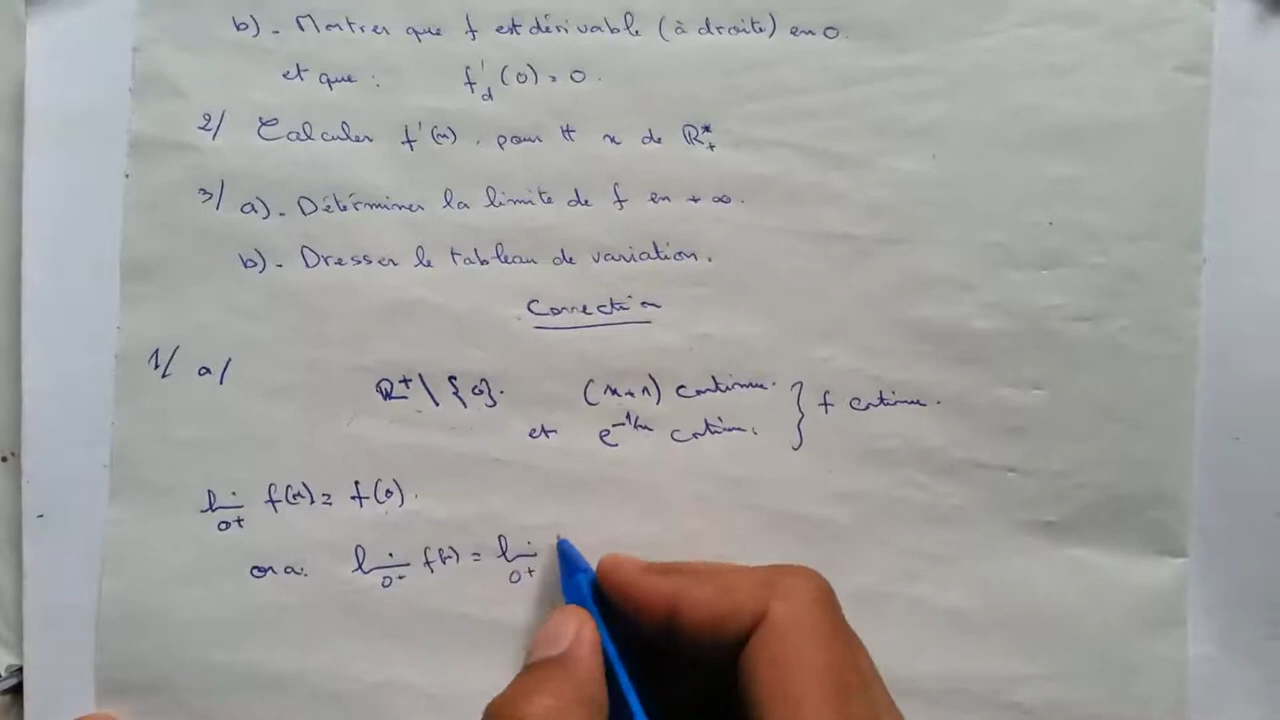 b). Montrer que f est dérivable (à droite) en 0.
et que : f'd (0) = 0.
2/ Calculer f'(x), pour ∀ x de ℝ*₊
3/ a). Détérminer la limite de f en +∞.
b). Dresser le tableau de variation.
Correction
1/ a/
ℝ⁺\{0}. (x+1) continue. } f continue.
et e^(-1/x) continue.
lim 0+ f(x) = f(0).
on a: lim 0+ f(x) = lim 0+